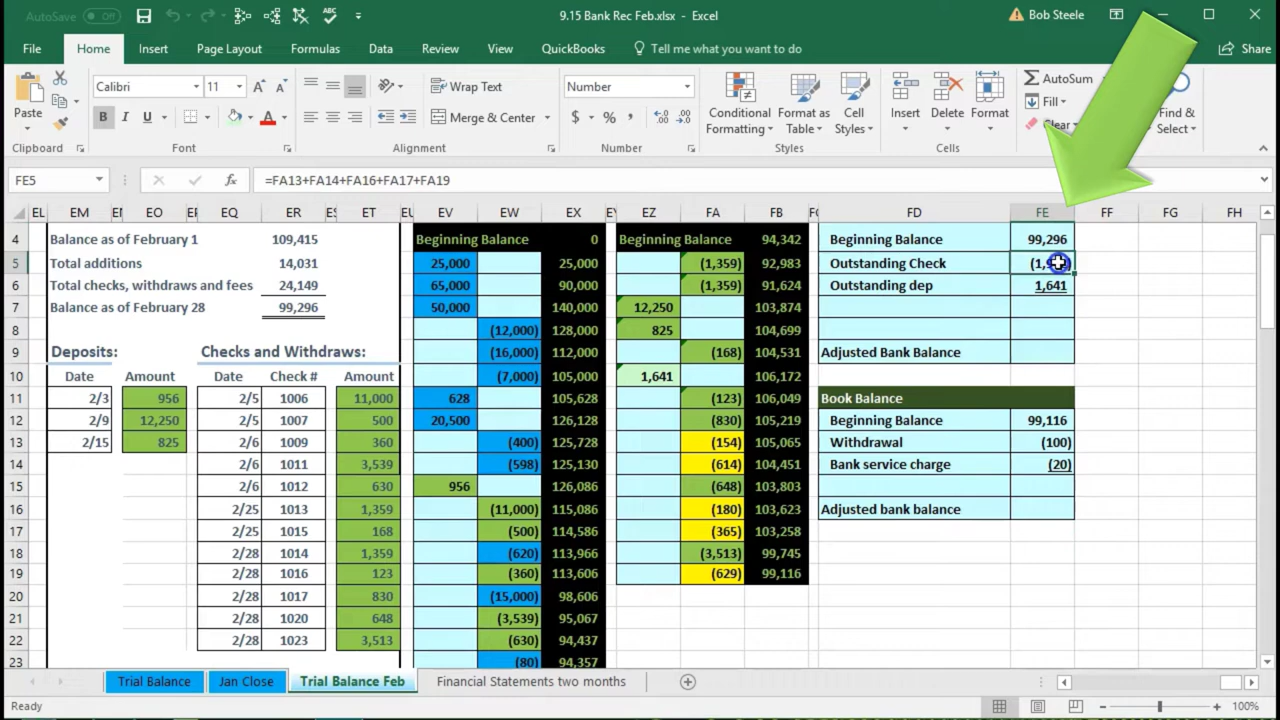 AutoSave Off 9.15 Bank Rec Feb.xlsx - Excel Bob Steele
File Home Insert Page Layout Formulas Data Review View QuickBooks Tell me what you want to do Share
Calibri 11 A A Wrap Text Number AutoSum
Paste B I U A Merge & Center $ % , Fill
Clear
Conditional Formatting Format as Table Cell Styles Insert Delete Format Find & Select
Clipboard Font Alignment Number Styles Cells
FE5 fx =FA13+FA14+FA16+FA17+FA19
EL EM EO EQ ER ET EV EW EX EZ FA FB FD FE FF FG FH
4 Balance as of February 1 109,415 Beginning Balance 0 Beginning Balance 94,342 Beginning Balance 99,296
5 Total additions 14,031 25,000 25,000 (1,359) 92,983 Outstanding Check
6 Total checks, withdraws and fees 24,149 65,000 90,000 (1,359) 91,624 Outstanding dep 1,641
7 Balance as of February 28 99,296 50,000 140,000 12,250 103,874
8 (12,000) 128,000 825 104,699
9 Deposits: Checks and Withdraws: (16,000) 112,000 (168) 104,531 Adjusted Bank Balance
10 Date Amount Date Check # Amount (7,000) 105,000 1,641 106,172
11 2/3 956 2/5 1006 11,000 628 105,628 (123) 106,049 Book Balance
12 2/9 12,250 2/5 1007 500 20,500 126,128 (830) 105,219 Beginning Balance 99,116
13 2/15 825 2/6 1009 360 (400) 125,728 (154) 105,065 Withdrawal (100)
14 2/6 1011 3,539 (598) 125,130 (614) 104,451 Bank service charge (20)
15 2/6 1012 630 956 126,086 (648) 103,803
16 2/25 1013 1,359 (11,000) 115,086 (180) 103,623 Adjusted bank balance
17 2/25 1015 168 (500) 114,586 (365) 103,258
18 2/28 1014 1,359 (620) 113,966 (3,513) 99,745
19 2/28 1016 123 (360) 113,606 (629) 99,116
20 2/28 1017 830 (15,000) 98,606
21 2/28 1020 648 (3,539) 95,067
22 2/28 1023 3,513 (630) 94,437
23 (80) 94,357
Trial Balance Jan Close Trial Balance Feb Financial Statements two months
Ready 100%